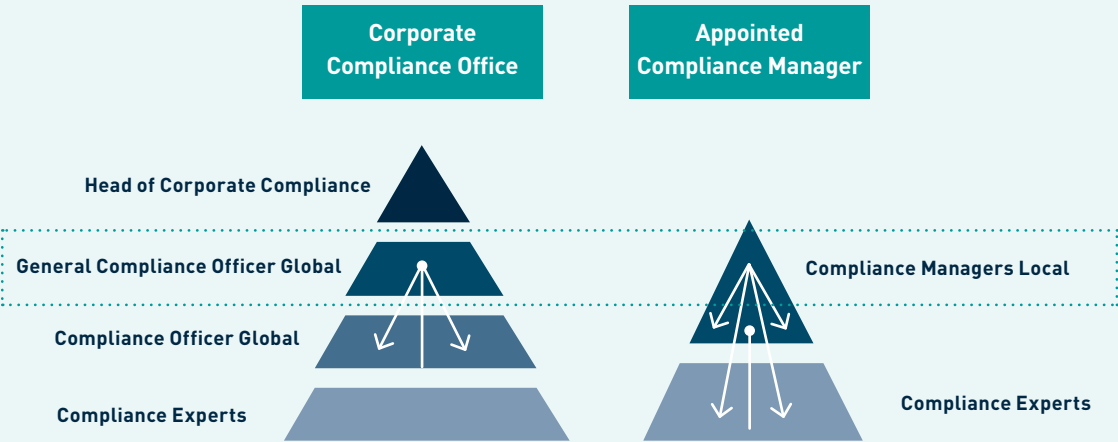 Corporate
Compliance Office
Appointed
Compliance Manager
Head of Corporate Compliance
General Compliance Officer Global
Compliance Managers Local
Compliance Officer Global
Compliance Experts
Compliance Experts